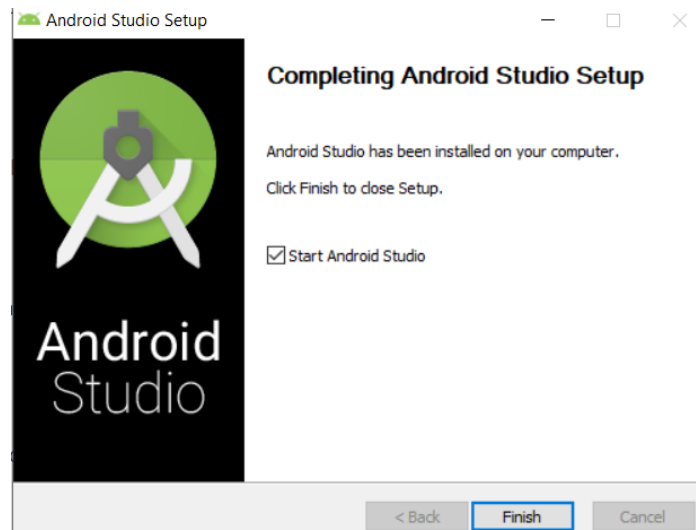 Android Studio Setup
Completing Android Studio Setup
Android Studio has been installed on your computer.
Click Finish to close Setup.
Start Android Studio
Android
Studio
< Back
Finish
Cancel